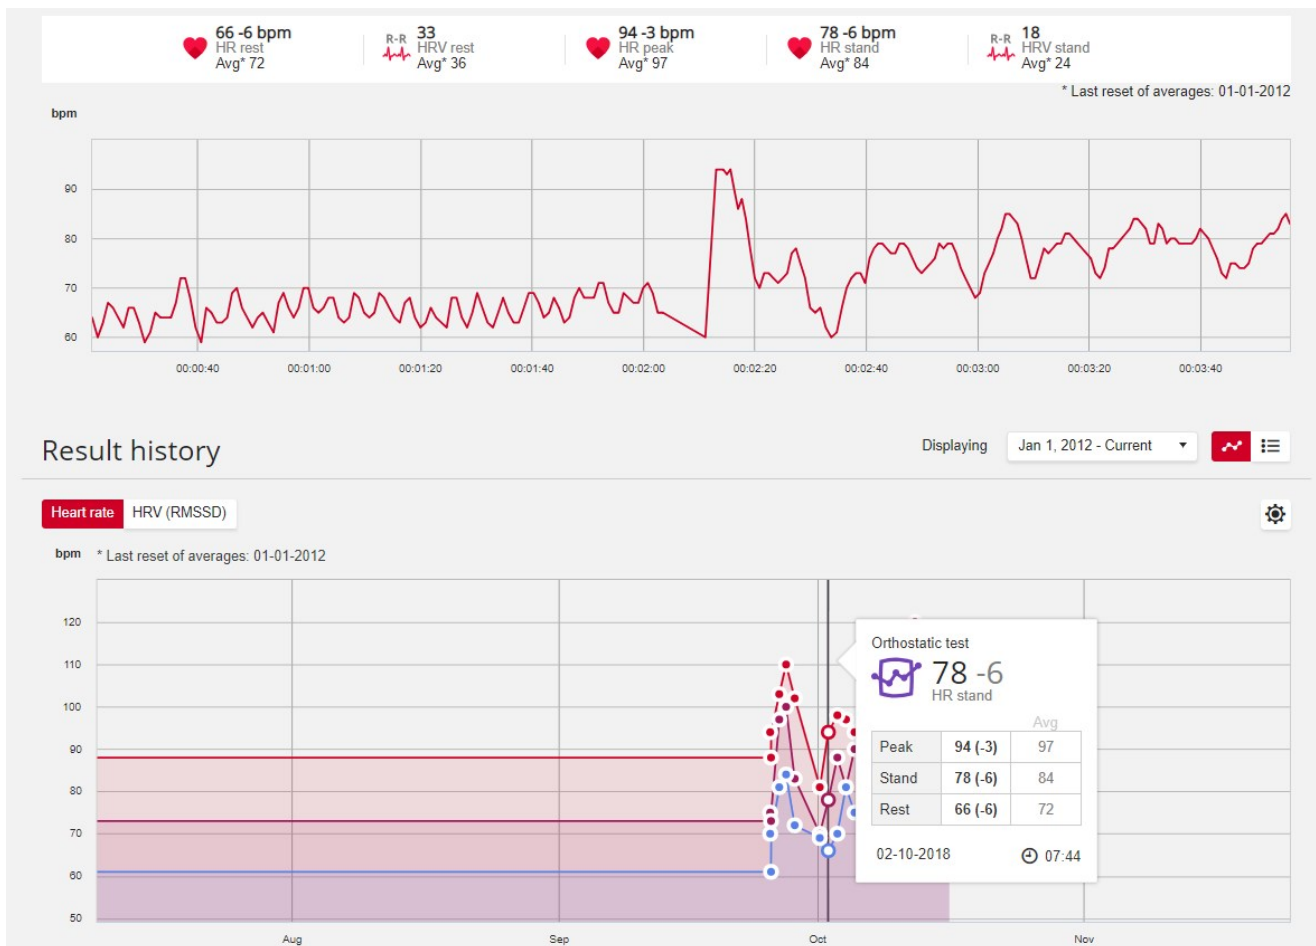 66 -6 bpm
HR rest
Avg* 72
R-R
33
HRV rest
Avg* 36
94 -3 bpm
HR peak
Avg* 97
78 -6 bpm
HR stand
Avg* 84
R-R
18
HRV stand
Avg* 24
* Last reset of averages: 01-01-2012
bpm
90
80
70
60
00:00:40 00:01:00 00:01:20 00:01:40 00:02:00 00:02:20 00:02:40 00:03:00 00:03:20 00:03:40
Result history
Displaying Jan 1, 2012 - Current
Heart rate HRV (RMSSD)
bpm * Last reset of averages: 01-01-2012
120
110
100
90
80
70
60
50
Aug Sep Oct Nov
Orthostatic test
78 -6
HR stand
Avg
Peak 94 (-3) 97
Stand 78 (-6) 84
Rest 66 (-6) 72
02-10-2018 07:44